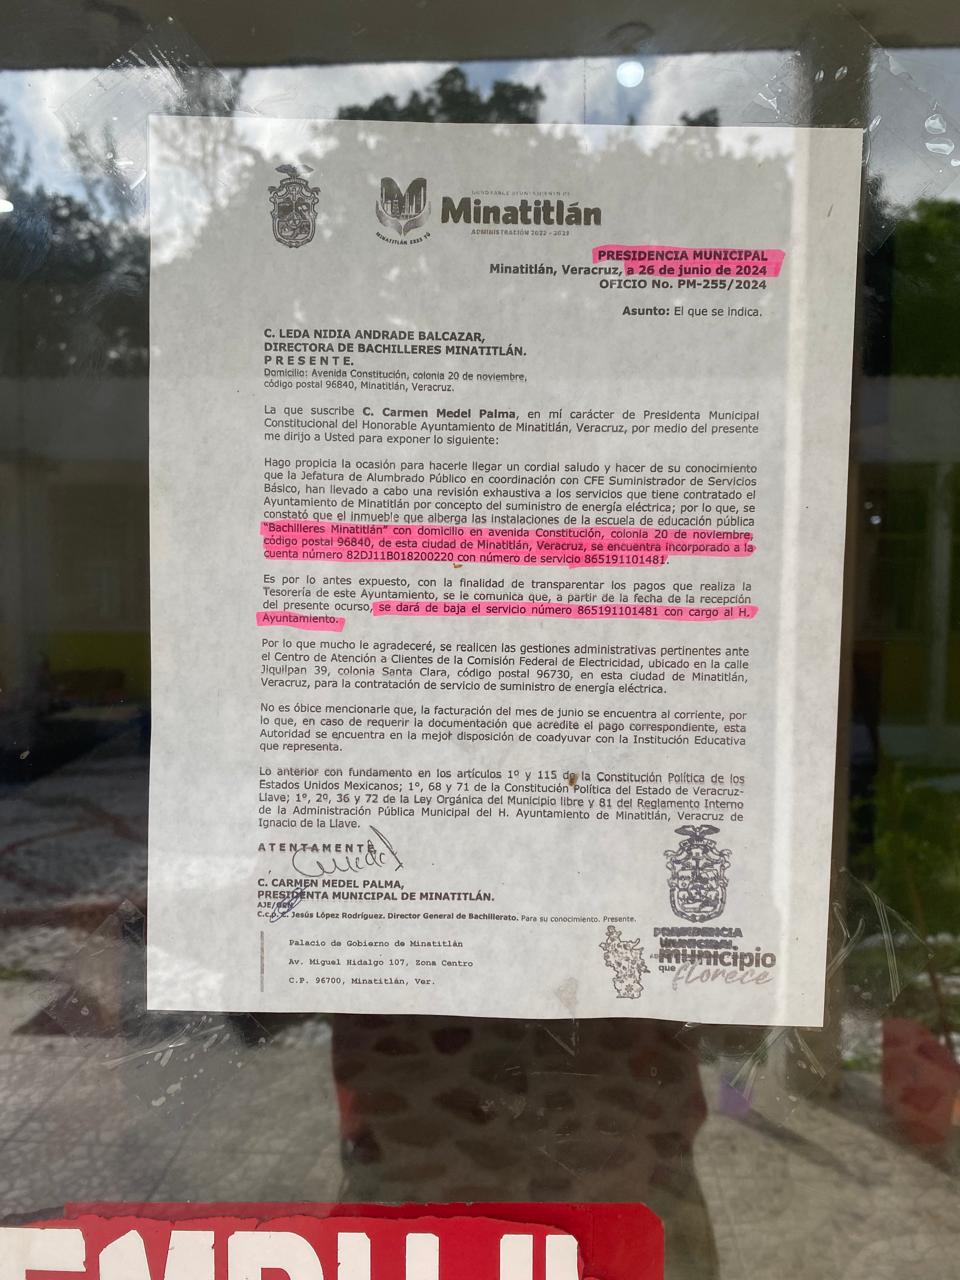 HONORABLE AYUNTAMIENTO DE
Minatitlán
ADMINISTRACIÓN 2022 - 2025
MINATITLÁN ERES TÚ
PRESIDENCIA MUNICIPAL
Minatitlán, Veracruz, a 26 de junio de 2024
OFICIO No. PM-255/2024
Asunto: El que se indica.
C. LEDA NIDIA ANDRADE BALCAZAR,
DIRECTORA DE BACHILLERES MINATITLÁN.
P R E S E N T E.
Domicilio: Avenida Constitución, colonia 20 de noviembre,
código postal 96840, Minatitlán, Veracruz.
La que suscribe C. Carmen Medel Palma, en mí carácter de Presidenta Municipal
Constitucional del Honorable Ayuntamiento de Minatitlán, Veracruz, por medio del presente
me dirijo a Usted para exponer lo siguiente:
Hago propicia la ocasión para hacerle llegar un cordial saludo y hacer de su conocimiento
que la Jefatura de Alumbrado Público en coordinación con CFE Suministrador de Servicios
Básico, han llevado a cabo una revisión exhaustiva a los servicios que tiene contratado el
Ayuntamiento de Minatitlán por concepto del suministro de energía eléctrica; por lo que, se
constató que el inmueble que alberga las instalaciones de la escuela de educación pública
"Bachilleres Minatitlán" con domicilio en avenida Constitución, colonia 20 de noviembre,
código postal 96840, de esta ciudad de Minatitlán, Veracruz, se encuentra incorporado a la
cuenta número 82DJ11B018200220 con número de servicio 865191101481.
Es por lo antes expuesto, con la finalidad de transparentar los pagos que realiza la
Tesorería de este Ayuntamiento, se le comunica que, a partir de la fecha de la recepción
del presente ocurso, se dará de baja el servicio número 865191101481 con cargo al H.
Ayuntamiento.
Por lo que mucho le agradeceré, se realicen las gestiones administrativas pertinentes ante
el Centro de Atención a Clientes de la Comisión Federal de Electricidad, ubicado en la calle
Jiquilpan 39, colonia Santa Clara, código postal 96730, en esta ciudad de Minatitlán,
Veracruz, para la contratación de servicio de suministro de energía eléctrica.
No es óbice mencionarle que, la facturación del mes de junio se encuentra al corriente, por
lo que, en caso de requerir la documentación que acredite el pago correspondiente, esta
Autoridad se encuentra en la mejor disposición de coadyuvar con la Institución Educativa
que representa.
Lo anterior con fundamento en los artículos 1º y 115 de la Constitución Política de los
Estados Unidos Mexicanos; 1º, 68 y 71 de la Constitución Política del Estado de Veracruz-
Llave; 1º, 2º, 36 y 72 de la Ley Orgánica del Municipio libre y 81 del Reglamento Interno
de la Administración Pública Municipal del H. Ayuntamiento de Minatitlán, Veracruz de
Ignacio de la Llave.
A T E N T A M E N T E
C. CARMEN MEDEL PALMA,
PRESIDENTA MUNICIPAL DE MINATITLÁN.
AJE/
C.c.p. C. Jesús López Rodríguez. Director General de Bachillerato. Para su conocimiento. Presente.
Palacio de Gobierno de Minatitlán
Av. Miguel Hidalgo 107, Zona Centro
C.P. 96700, Minatitlán, Ver.
PRESIDENCIA
MUNICIPAL
municipio
que florece
EMPUJE